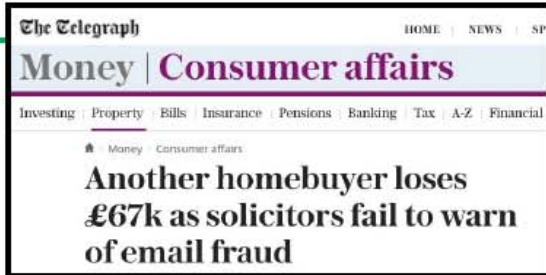 The Telegraph
HOME | NEWS | SP
Money | Consumer affairs
Investing | Property | Bills | Insurance | Pensions | Banking | Tax | A-Z | Financial
Money Consumer affairs
Another homebuyer loses
£67k as solicitors fail to warn
of email fraud